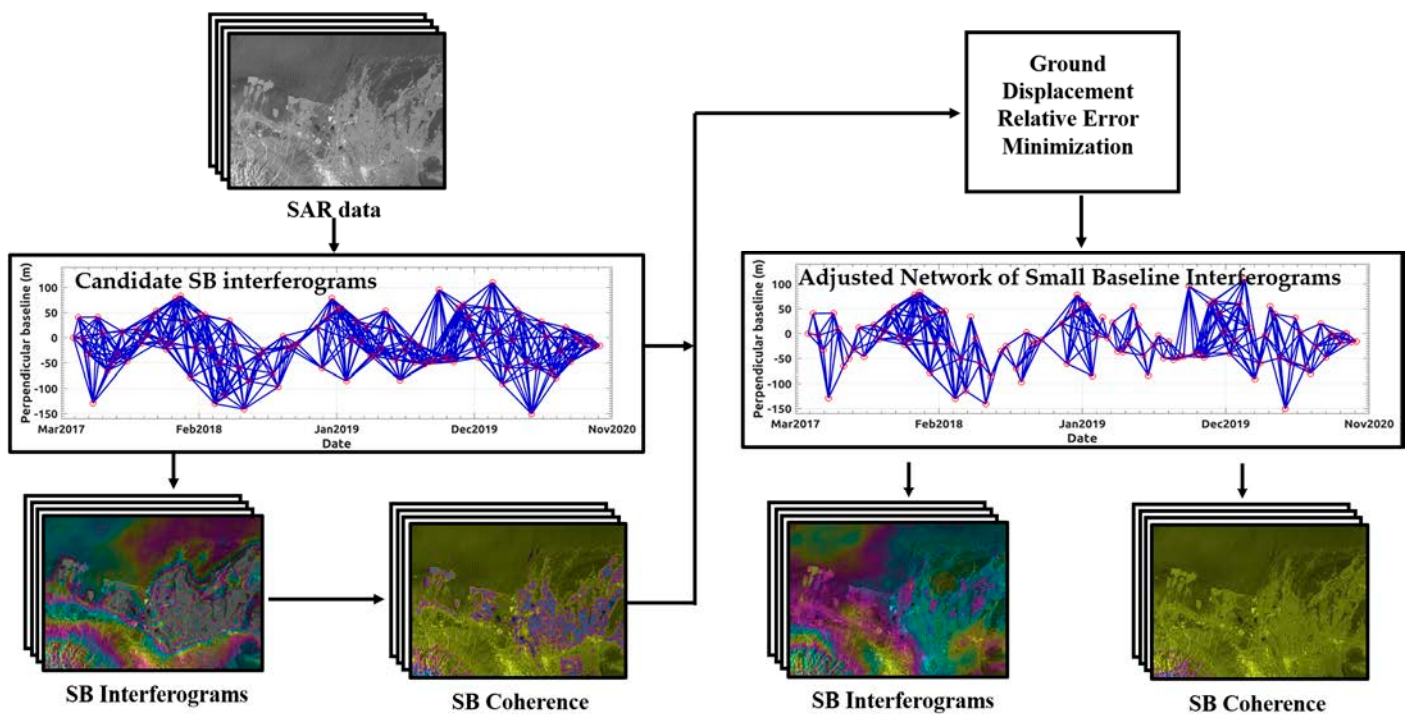 SAR data
Ground
Displacement
Relative Error
Minimization
Candidate SB interferograms
Perpendicular baseline (m)
100
50
0
-50
-100
-150
Mar2017
Feb2018
Jan2019
Dec2019
Nov2020
Date
Adjusted Network of Small Baseline Interferograms
Perpendicular baseline (m)
100
50
0
-50
-100
-150
Mar2017
Feb2018
Jan2019
Dec2019
Nov2020
Date
SB Interferograms
SB Coherence
SB Interferograms
SB Coherence